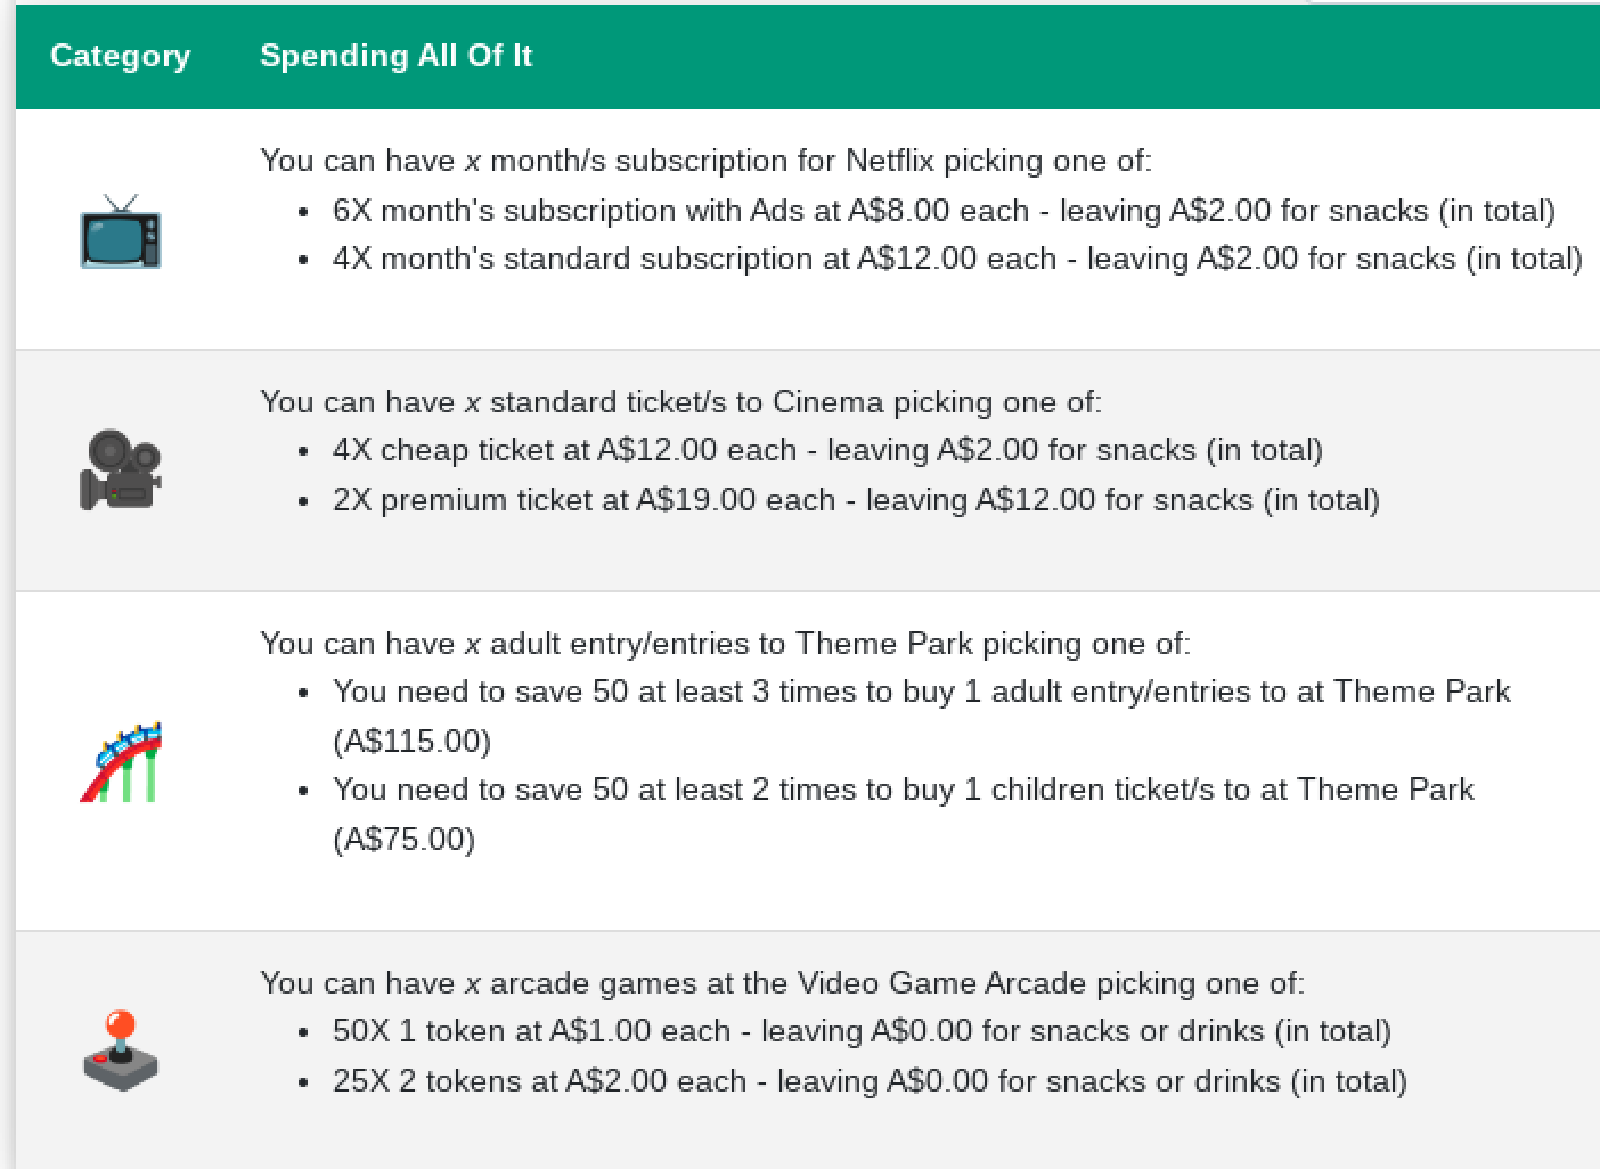 Category Spending All Of It
You can have x month/s subscription for Netflix picking one of:
• 6X month's subscription with Ads at A$8.00 each - leaving A$2.00 for snacks (in total)
• 4X month's standard subscription at A$12.00 each - leaving A$2.00 for snacks (in total)
You can have x standard ticket/s to Cinema picking one of:
• 4X cheap ticket at A$12.00 each - leaving A$2.00 for snacks (in total)
• 2X premium ticket at A$19.00 each - leaving A$12.00 for snacks (in total)
You can have x adult entry/entries to Theme Park picking one of:
• You need to save 50 at least 3 times to buy 1 adult entry/entries to at Theme Park
(A$115.00)
• You need to save 50 at least 2 times to buy 1 children ticket/s to at Theme Park
(A$75.00)
You can have x arcade games at the Video Game Arcade picking one of:
• 50X 1 token at A$1.00 each - leaving A$0.00 for snacks or drinks (in total)
• 25X 2 tokens at A$2.00 each - leaving A$0.00 for snacks or drinks (in total)